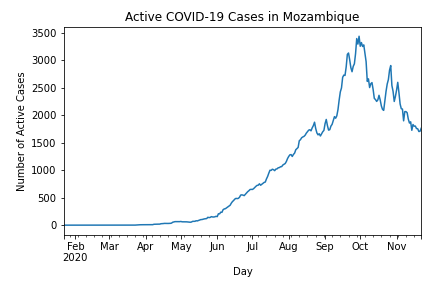 Active COVID-19 Cases in Mozambique
3500
3000
2500
2000
1500
1000
500
0
Number of Active Cases
Feb Mar Apr May Jun Jul Aug Sep Oct Nov
2020
Day